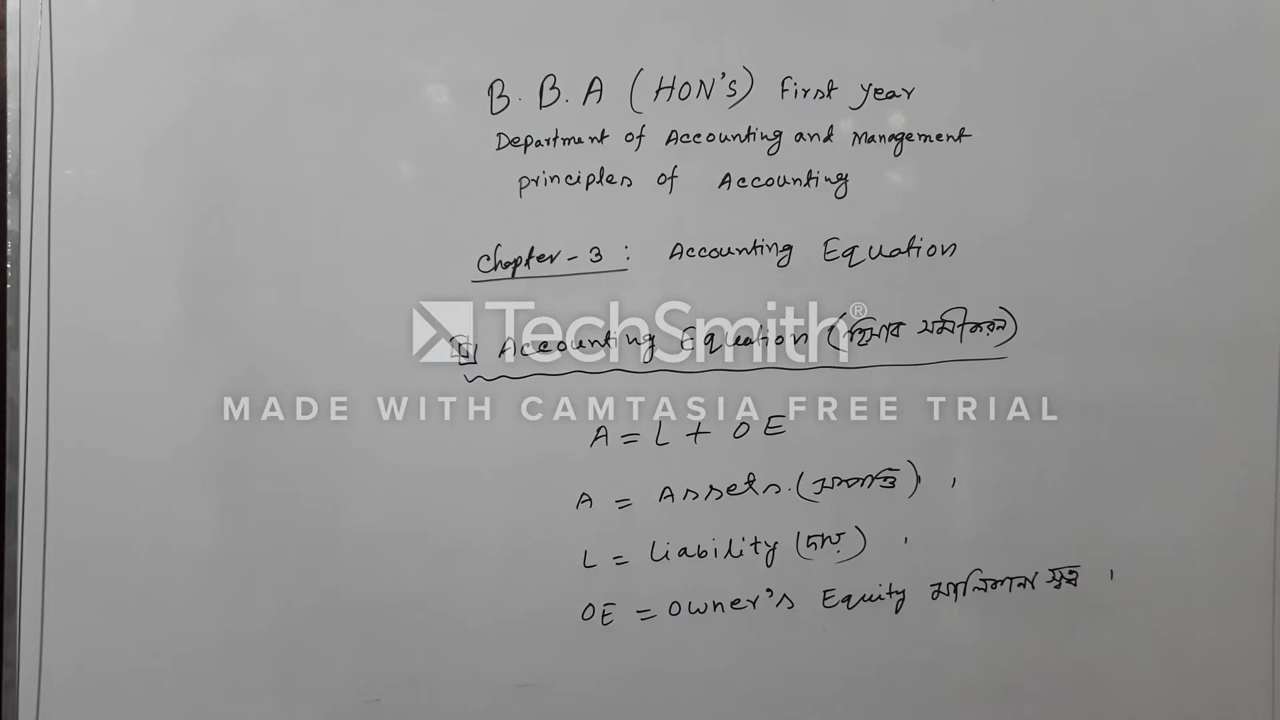 B.B.A (HON'S) First year
Department of Accounting and Management
principles of Accounting
Chapter-3: Accounting Equation
TechSmith®
Accounting Equation (হিসাব সমীকরন)
MADE WITH CAMTASIA FREE TRIAL
A = L + OE
A = Assets. (সম্পত্তি),
L = Liability (দায়),
OE = Owner's Equity মালিকানা স্বত্ব,